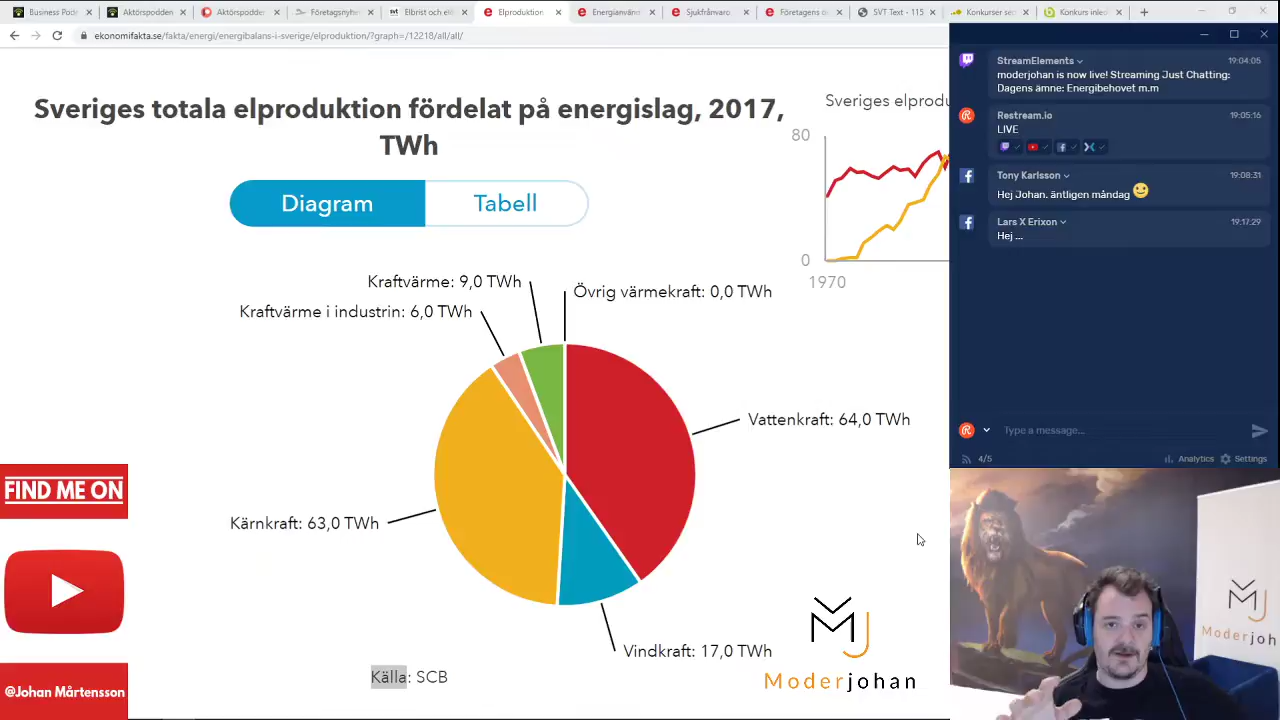 Business Pod
Aktörspodden
Aktörspodden
Företagsnyhe
Elbrist och ele
Elproduktion
Energianvänn
Sjukfrånvaro
Företagens
SVT Text - 115
Konkurser se
Konkurs inled
ekonomifakta.se/fakta/energi/energibalans-i-sverige/elproduktion/?graph=/12218/all/all/
Sveriges totala elproduktion fördelat på energislag, 2017,
TWh
Diagram
Tabell
Sveriges elprodu
80
0
1970
Kraftvärme: 9,0 TWh
Övrig värmekraft: 0,0 TWh
Kraftvärme i industrin: 6,0 TWh
Vattenkraft: 64,0 TWh
Kärnkraft: 63,0 TWh
Vindkraft: 17,0 TWh
Källa: SCB
FIND ME ON
@Johan Mårtensson
Moderjohan
StreamElements
19:04:05
moderjohan is now live! Streaming Just Chatting:
Dagens ämne: Energibehovet m.m
Restream.io
19:05:16
LIVE
Tony Karlsson
19:08:31
Hej Johan. äntligen måndag
Lars X Erixon
19:17:29
Hej ...
Type a message...
4/5
Analytics
Settings
Moderjoh